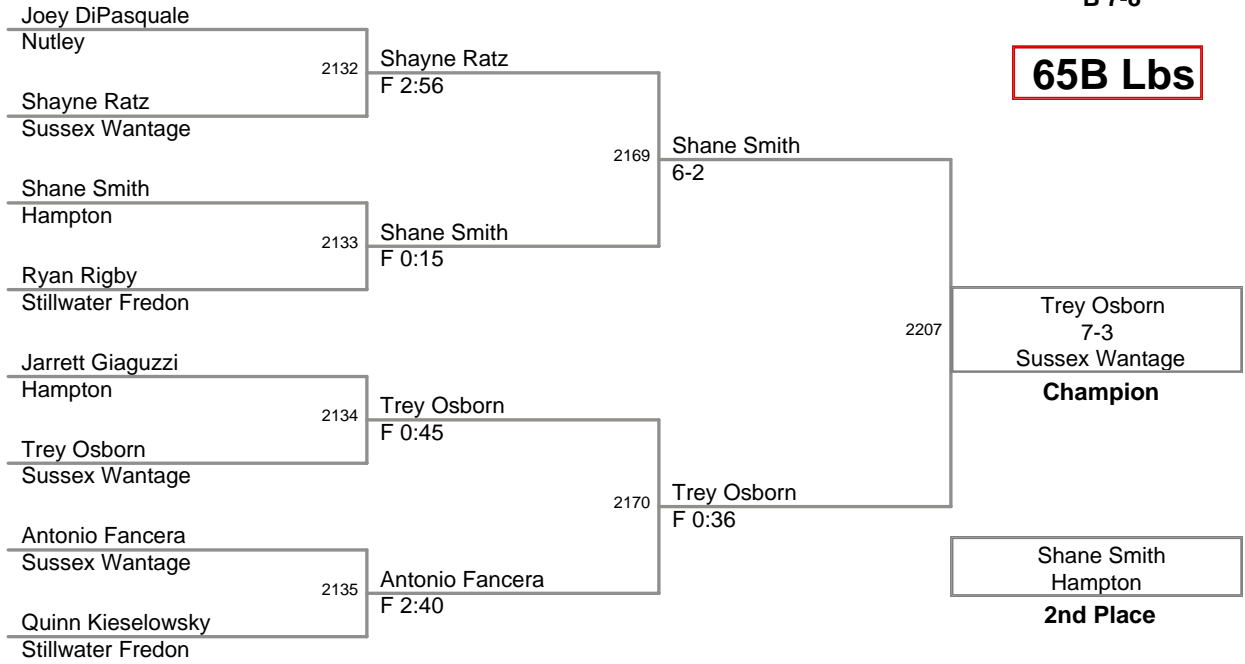 B 7-8
65B Lbs
Joey DiPasquale
Nutley
2132
Shayne Ratz
F 2:56
Shayne Ratz
Sussex Wantage
2169
Shane Smith
6-2
Shane Smith
Hampton
2133
Shane Smith
F 0:15
Ryan Rigby
Stillwater Fredon
2207
Trey Osborn
7-3
Sussex Wantage
Champion
Jarrett Giaguzzi
Hampton
2134
Trey Osborn
F 0:45
Trey Osborn
Sussex Wantage
2170
Trey Osborn
F 0:36
Antonio Fancera
Sussex Wantage
2135
Antonio Fancera
F 2:40
Quinn Kieselowsky
Stillwater Fredon
Shane Smith
Hampton
2nd Place